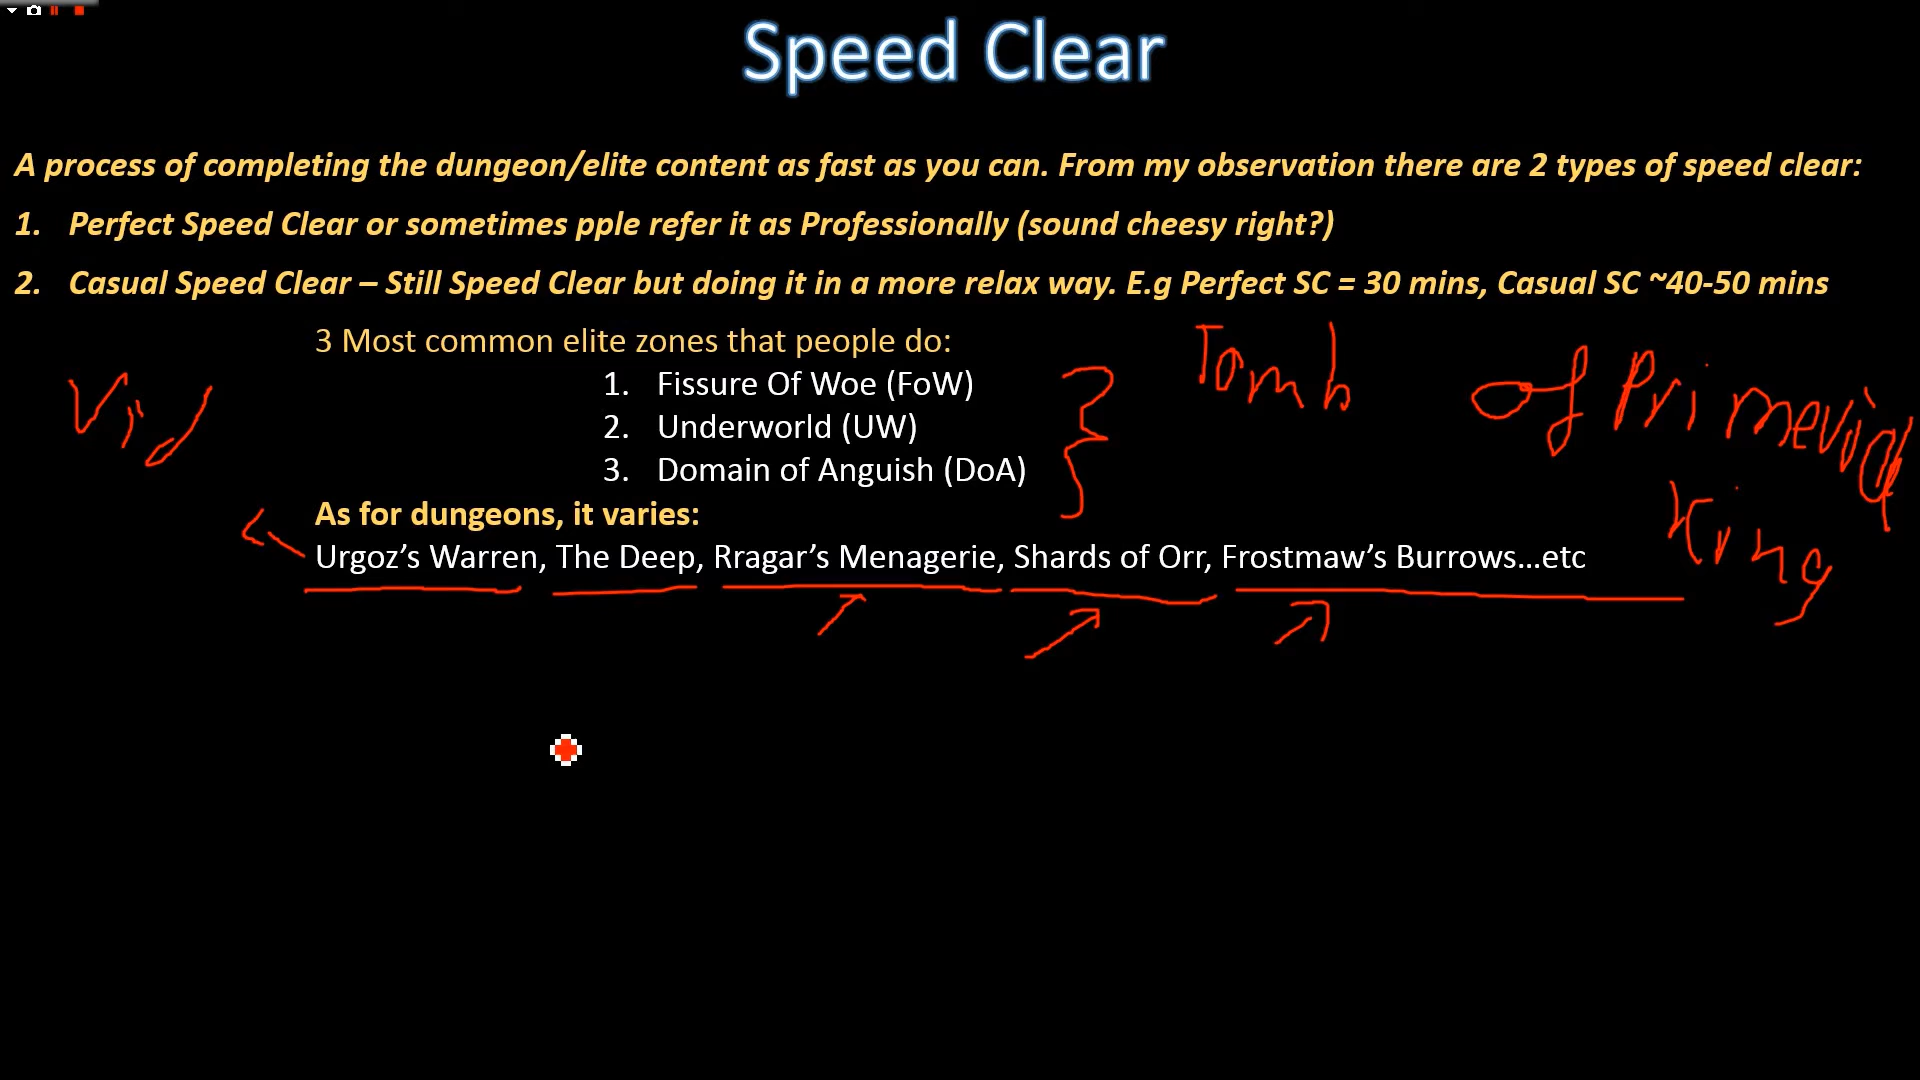 Speed Clear
A process of completing the dungeon/elite content as fast as you can. From my observation there are 2 types of speed clear:
1. Perfect Speed Clear or sometimes pple refer it as Professionally (sound cheesy right?)
2. Casual Speed Clear – Still Speed Clear but doing it in a more relax way. E.g Perfect SC = 30 mins, Casual SC ~40-50 mins
3 Most common elite zones that people do:
1. Fissure Of Woe (FoW)
2. Underworld (UW)
3. Domain of Anguish (DoA)
Tomb of Primevial
King
Vid
As for dungeons, it varies:
Urgoz’s Warren, The Deep, Rragar’s Menagerie, Shards of Orr, Frostmaw’s Burrows...etc